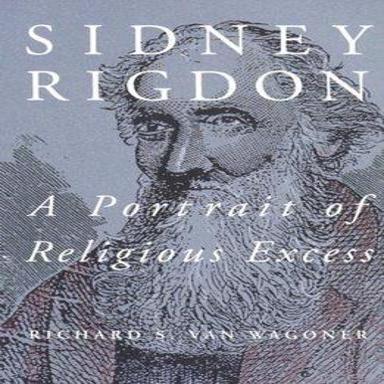 SIDNEY
RIGDON
A Portrait of
Religious Excess
RICHARD S. VAN WAGONER